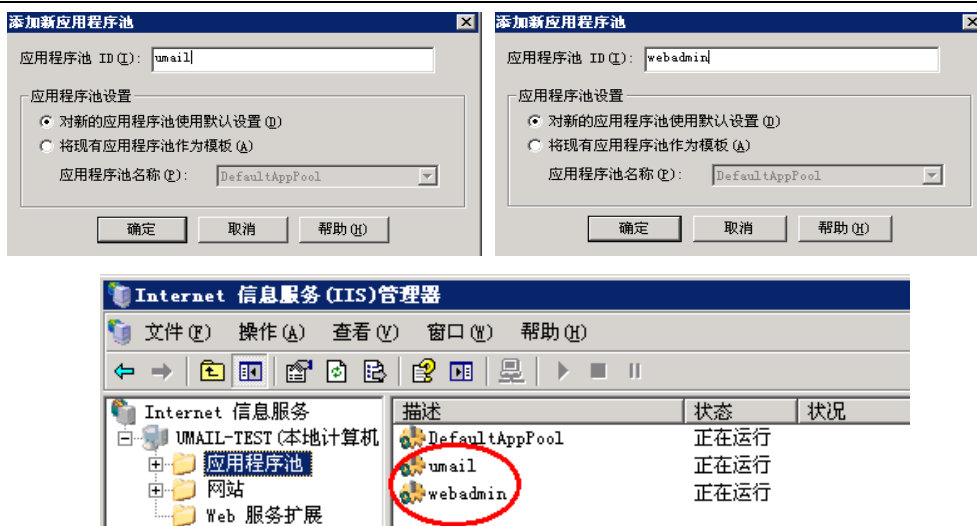 添加新应用程序池
应用程序池 ID(I): umail
应用程序池设置
对新的应用程序池使用默认设置(D)
将现有应用程序池作为模板(A)
应用程序池名称(P): DefaultAppPool
确定 取消 帮助(H)
添加新应用程序池
应用程序池 ID(I): webadmin
应用程序池设置
对新的应用程序池使用默认设置(D)
将现有应用程序池作为模板(A)
应用程序池名称(P): DefaultAppPool
确定 取消 帮助(H)
Internet 信息服务(IIS)管理器
文件(F) 操作(A) 查看(V) 窗口(W) 帮助(H)
Internet 信息服务
UMAIL-TEST(本地计算机
应用程序池
网站
Web 服务扩展
描述 状态 状况
DefaultAppPool 正在运行
umail 正在运行
webadmin 正在运行